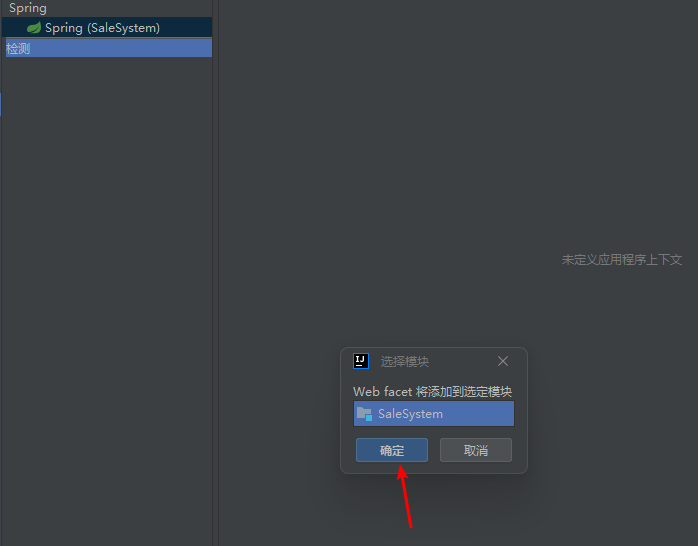 Spring
Spring (SaleSystem)
检测
未定义应用程序上下文
IJ
选择模块
Web facet 将添加到选定模块
SaleSystem
确定
取消